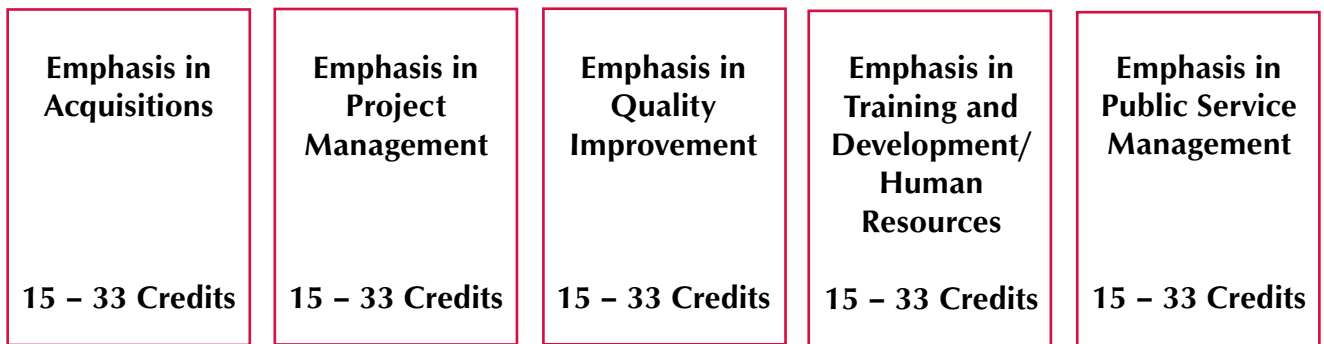 Emphasis in
Acquisitions
15 – 33 Credits
Emphasis in
Project
Management
15 – 33 Credits
Emphasis in
Quality
Improvement
15 – 33 Credits
Emphasis in
Training and
Development/
Human
Resources
15 – 33 Credits
Emphasis in
Public Service
Management
15 – 33 Credits